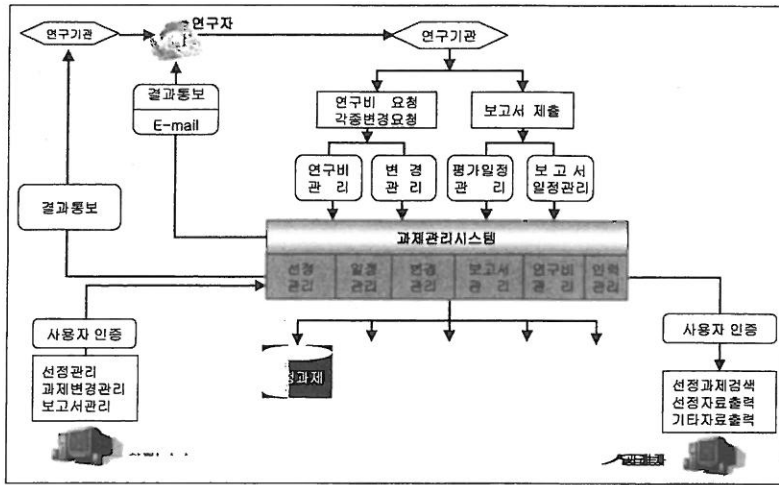 연구기관
연구자
연구기관
결과통보
E-mail
연구비 요청
각종변경요청
보고서 제출
연구비
관 리
변 경
관 리
평가일정
관 리
보 고 서
일정관리
결과통보
과제관리시스템
선정
관리
일정
관리
변경
관리
보고서
관 리
연구비
관 리
인력
관리
사용자 인증
선정관리
과제변경관리
보고서관리
사용자 인증
선정과제검색
선정자료출력
기타자료출력